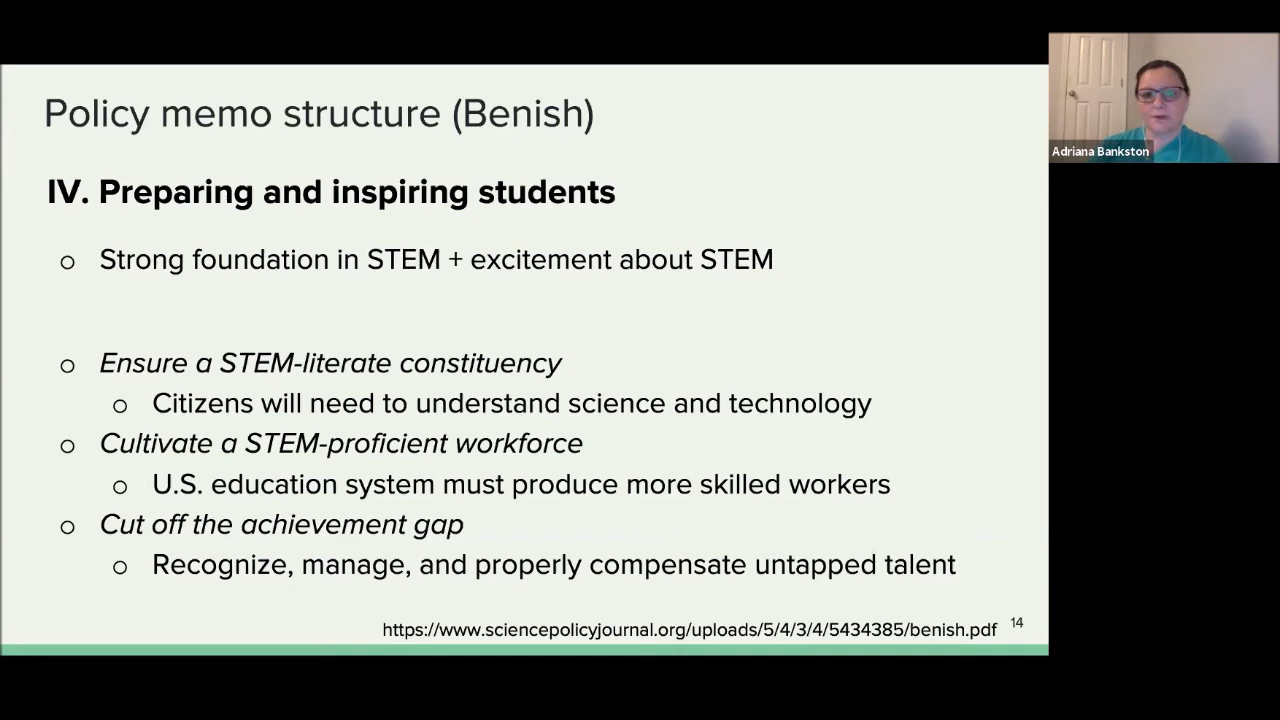 Policy memo structure (Benish)
IV. Preparing and inspiring students
Strong foundation in STEM + excitement about STEM
Ensure a STEM-literate constituency
Citizens will need to understand science and technology
Cultivate a STEM-proficient workforce
U.S. education system must produce more skilled workers
Cut off the achievement gap
Recognize, manage, and properly compensate untapped talent
https://www.sciencepolicyjournal.org/uploads/5/4/3/4/5434385/benish.pdf
14
Adriana Bankston